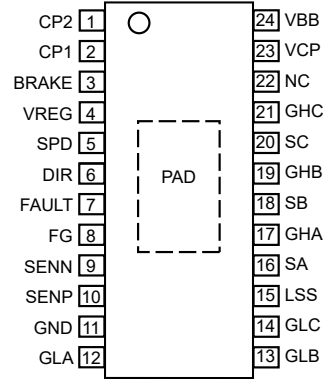 CP2 1 24 VBB
CP1 2 23 VCP
BRAKE 3 22 NC
VREG 4 21 GHC
SPD 5 20 SC
DIR 6 PAD 19 GHB
FAULT 7 18 SB
FG 8 17 GHA
SENN 9 16 SA
SENP 10 15 LSS
GND 11 14 GLC
GLA 12 13 GLB